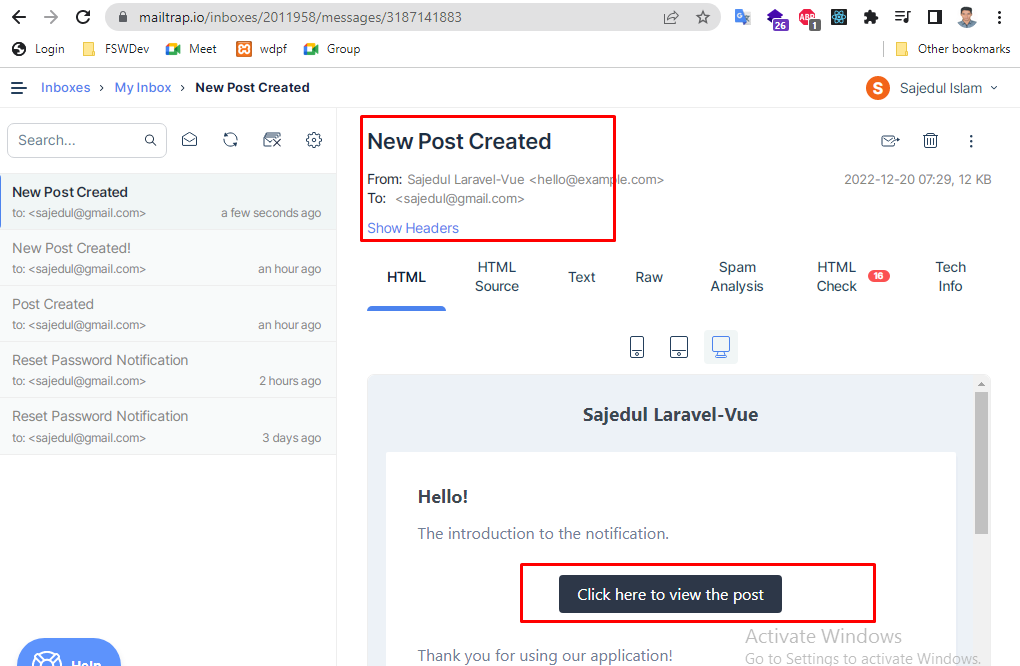 mailtrap.io/inboxes/2011958/messages/3187141883
26
ABP
1
Login
FSWDev
Meet
wdpf
Group
Other bookmarks
Inboxes > My Inbox > New Post Created
S Sajedul Islam
Search...
New Post Created
to: <sajedul@gmail.com> a few seconds ago
New Post Created!
to: <sajedul@gmail.com> an hour ago
Post Created
to: <sajedul@gmail.com> an hour ago
Reset Password Notification
to: <sajedul@gmail.com> 2 hours ago
Reset Password Notification
to: <sajedul@gmail.com> 3 days ago
Help
New Post Created
From: Sajedul Laravel-Vue <hello@example.com>
2022-12-20 07:29, 12 KB
To: <sajedul@gmail.com>
Show Headers
HTML
HTML
Source
Text
Raw
Spam
Analysis
HTML
Check
16
Tech
Info
Sajedul Laravel-Vue
Hello!
The introduction to the notification.
Click here to view the post
Thank you for using our application!
Activate Windows
Go to Settings to activate Windows.